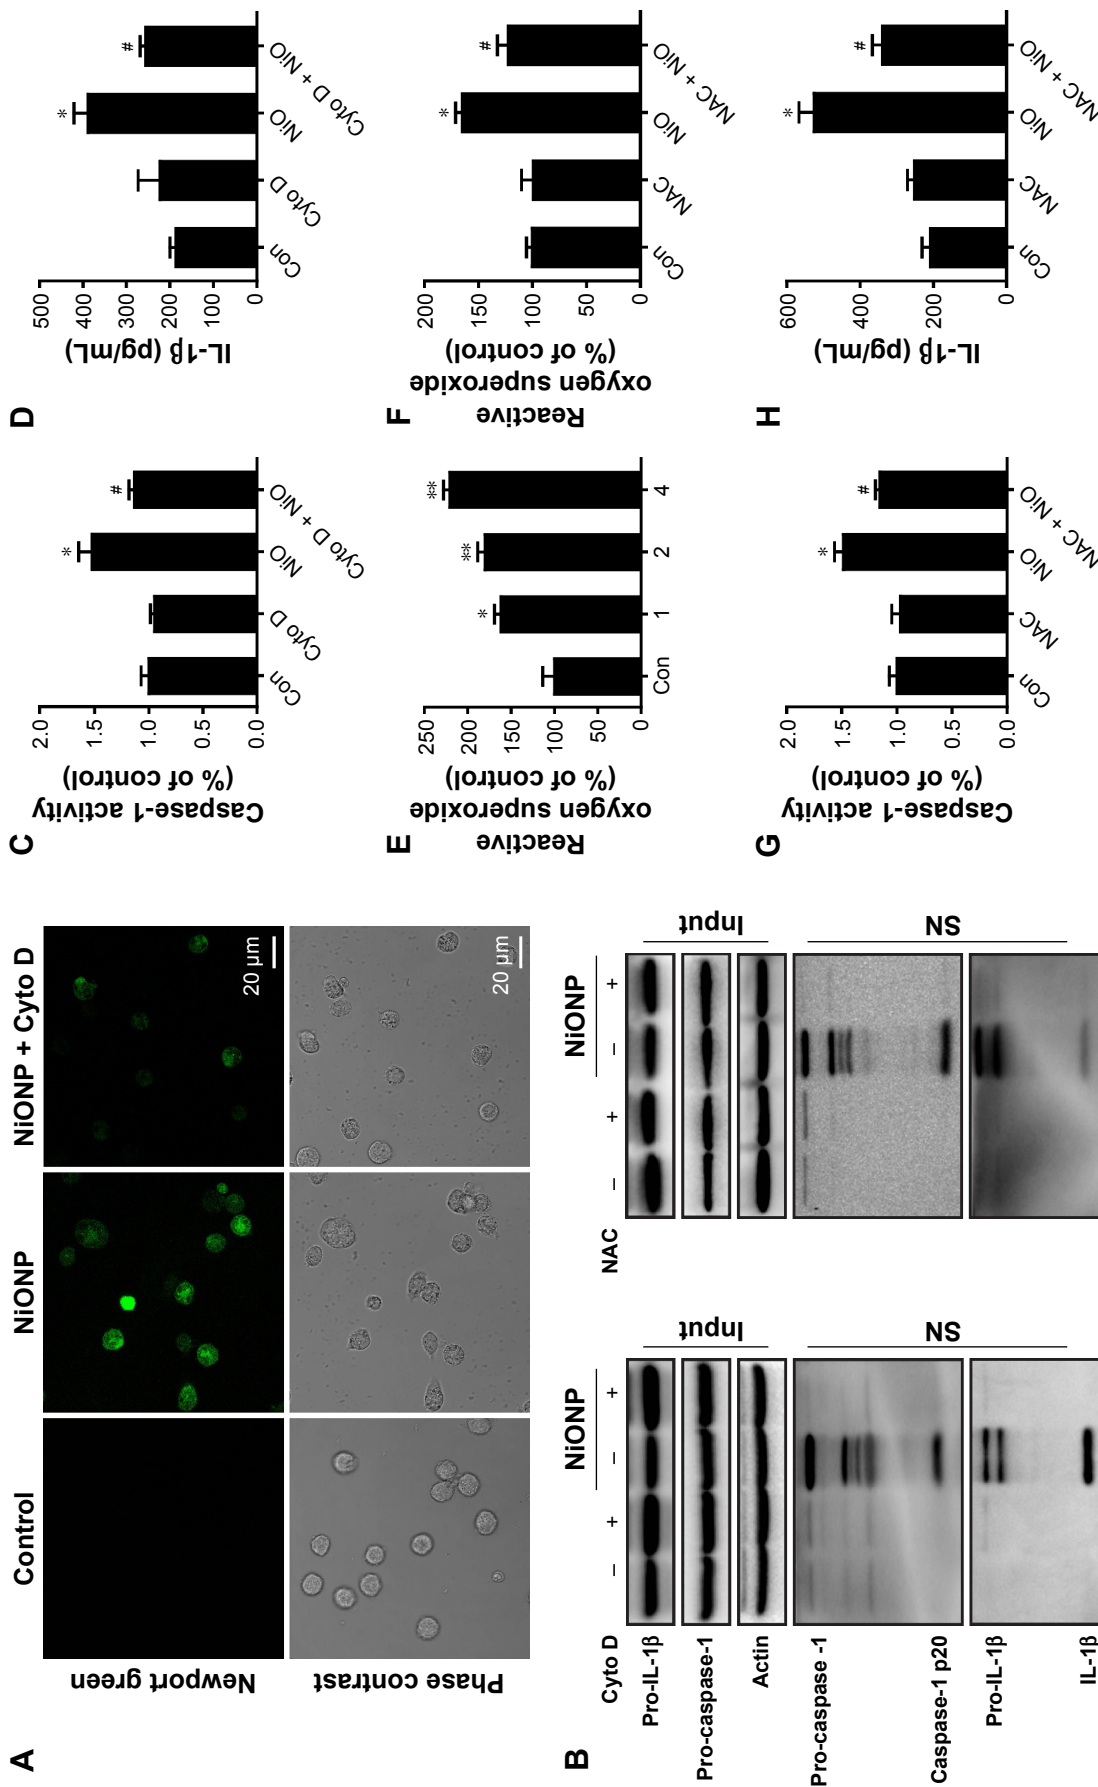 A
Control
NiONP
NiONP + Cyto D
Newport green
20 µm
Phase contrast
20 µm
B
NiONP
Cyto D
– + – +
Pro-IL-1β
Pro-caspase-1
Actin
Input
Pro-caspase -1
Caspase-1 p20
Pro-IL-1β
IL-1β
SN
NiONP
NAC
– + – +
Input
SN
C
Caspase-1 activity
(% of control)
2.0
1.5
1.0
0.5
0.0
*
#
Con
Cyto D
NiO
Cyto D + NiO
D
IL-1β (pg/mL)
500
400
300
200
100
0
*
#
Con
Cyto D
NiO
Cyto D + NiO
E
Reactive
oxygen superoxide
(% of control)
250
200
150
100
50
0
*
**
**
Con 1 2 4
F
Reactive
oxygen superoxide
(% of control)
200
150
100
50
0
*
#
Con
NAC
NiO
NAC + NiO
G
Caspase-1 activity
(% of control)
2.0
1.5
1.0
0.5
0.0
*
#
Con
NAC
NiO
NAC + NiO
H
IL-1β (pg/mL)
600
400
200
0
*
#
Con
NAC
NiO
NAC + NiO